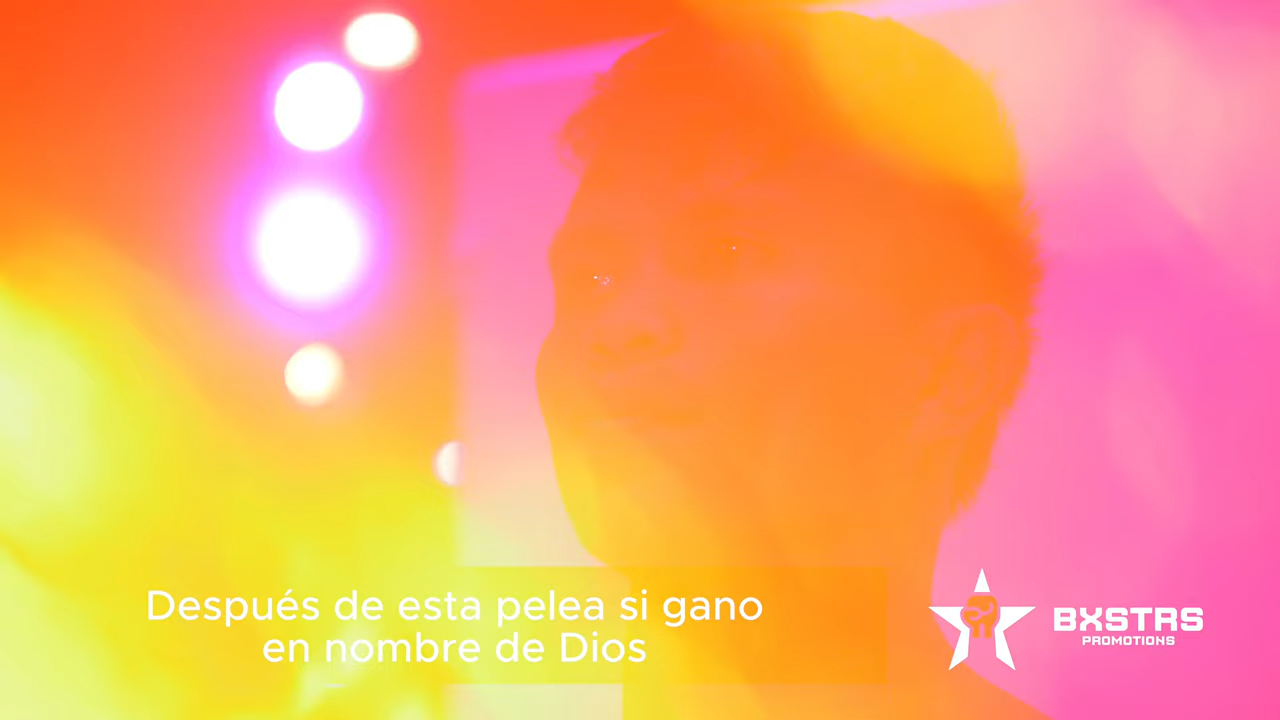 Después de esta pelea si gano
en nombre de Dios
BXSTRS
PROMOTIONS